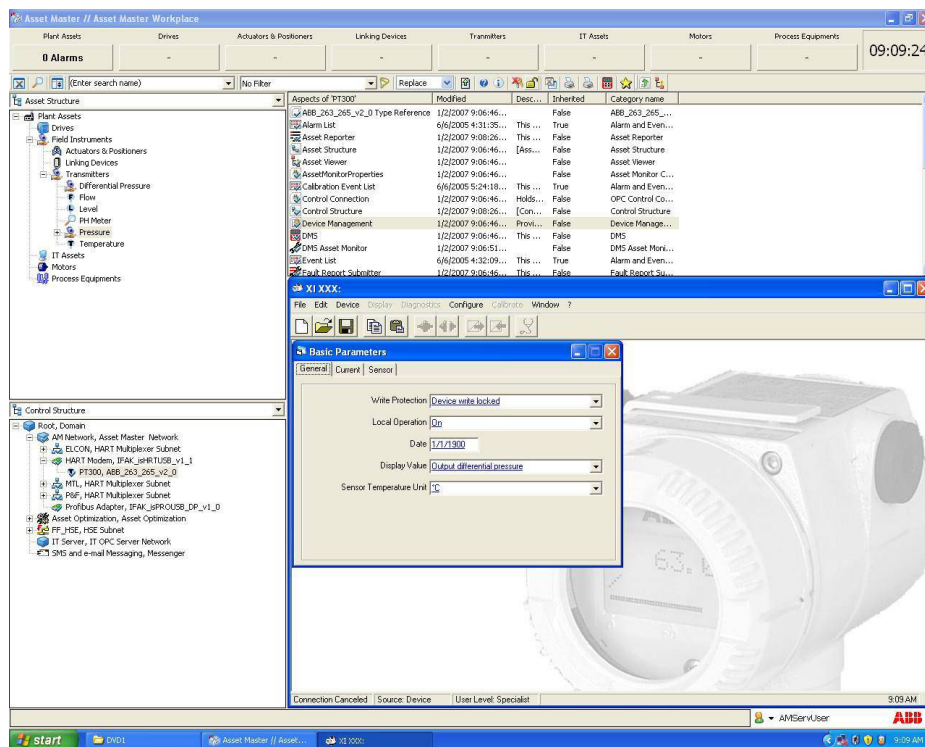 Asset Master // Asset Master Workplace
Plant Assets Drives Actuators & Positioners Linking Devices Tranmitters IT Assets Motors Process Equipments
0 Alarms - - - - - - - 09:09:24
(Enter search name) No Filter Replace
Asset Structure
Plant Assets
Drives
Field Instruments
Actuators & Positioners
Linking Devices
Transmitters
Differential Pressure
Flow
Level
PH Meter
Pressure
Temperature
IT Assets
Motors
Process Equipments
Aspects of 'PT300' Modified Desc... Inherited Category name
ABB_263_265_v2_0 Type Reference 1/2/2007 9:06:46... False ABB_263_265_...
Alarm List 6/6/2005 4:31:35... This ... True Alarm and Even...
Asset Reporter 1/2/2007 9:08:26... This ... False Asset Reporter
Asset Structure 1/2/2007 9:06:46... [Ass... False Asset Structure
Asset Viewer 1/2/2007 9:06:46... False Asset Viewer
AssetMonitorProperties 1/2/2007 9:06:46... False Asset Monitor C...
Calibration Event List 6/6/2005 5:24:18... This ... True Alarm and Even...
Control Connection 1/2/2007 9:06:46... Holds... False OPC Control Co...
Control Structure 1/2/2007 9:08:26... [Con... False Control Structure
Device Management 1/2/2007 9:06:46... Provi... False Device Manage...
DMS 1/2/2007 9:06:46... This ... False DMS
DMS Asset Monitor 1/2/2007 9:06:51... False DMS Asset Moni...
Event List 6/6/2005 4:32:09... This ... True Alarm and Even...
Fault Report Submitter 1/2/2007 9:06:46... This ... False Fault Report Su...
XI XXX:
File Edit Device Display Diagnostics Configure Calibrate Window ?
Basic Parameters
General Current Sensor
Write Protection Device write locked
Local Operation On
Date 1/1/1900
Display Value Output differential pressure
Sensor Temperature Unit °C
Control Structure
Root, Domain
AM Network, Asset Master Network
ELCON, HART Multiplexer Subnet
HART Modem, IFAK_isHRTUSB_v1_1
PT300, ABB_263_265_v2_0
MTL, HART Multiplexer Subnet
P&F, HART Multiplexer Subnet
Profibus Adapter, IFAK_isPROUSB_DP_v1_0
Asset Optimization, Asset Optimization
FF_HSE, HSE Subnet
IT Server, IT OPC Server Network
SMS and e-mail Messaging, Messenger
Connection Canceled Source: Device User Level: Specialist 9:09 AM
AMServUser ABB
start DVD1 Asset Master // Asset... XI XXX: 9:09 AM